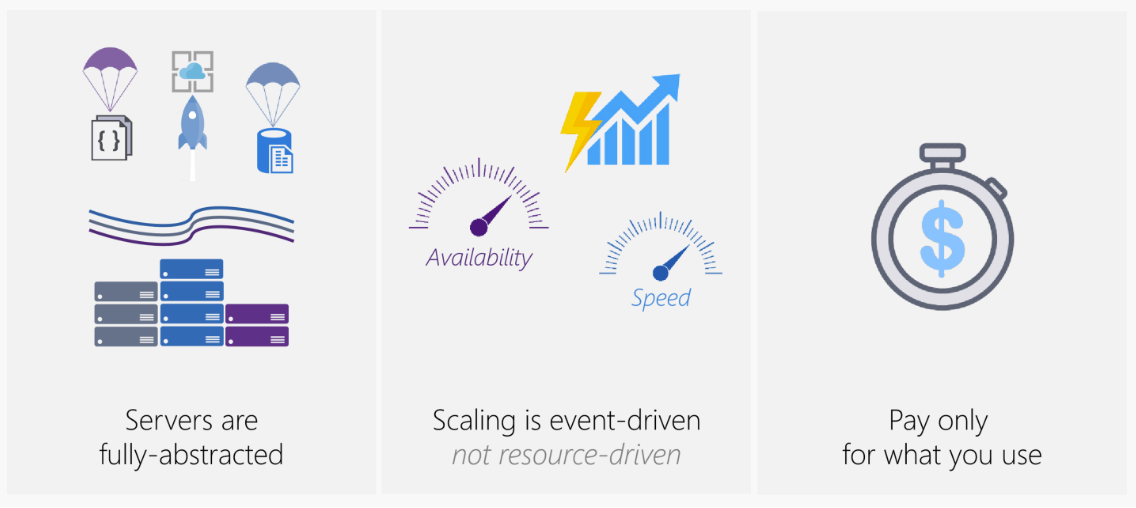 { }
Availability
Speed
$
Servers are
fully-abstracted
Scaling is event-driven
not resource-driven
Pay only
for what you use